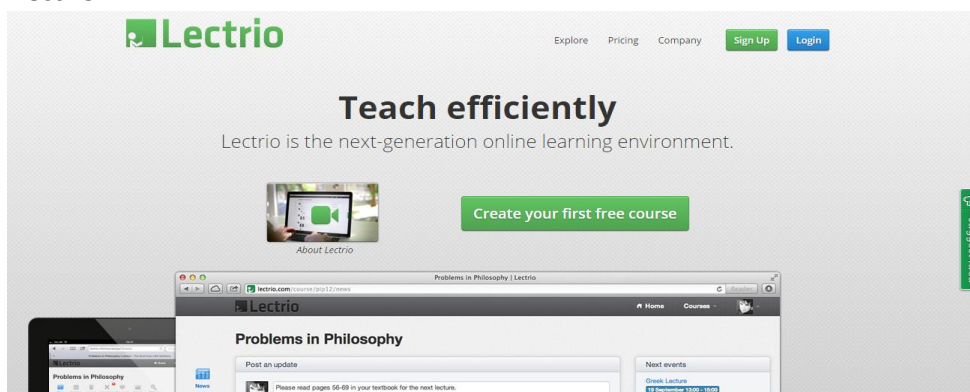 Lectrio
Explore Pricing Company Sign Up Login
Teach efficiently
Lectrio is the next-generation online learning environment.
Create your first free course
About Lectrio
Problems in Philosophy | Lectrio
lectrio.com/course/pip12/news
Reader
Lectrio
Home Courses
Problems in Philosophy
Post an update
Next events
News
Please read pages 56-69 in your textbook for the next lecture.
Greek Lecture
19 September 13:00 - 15:00
Lectrio
Problems in Philosophy